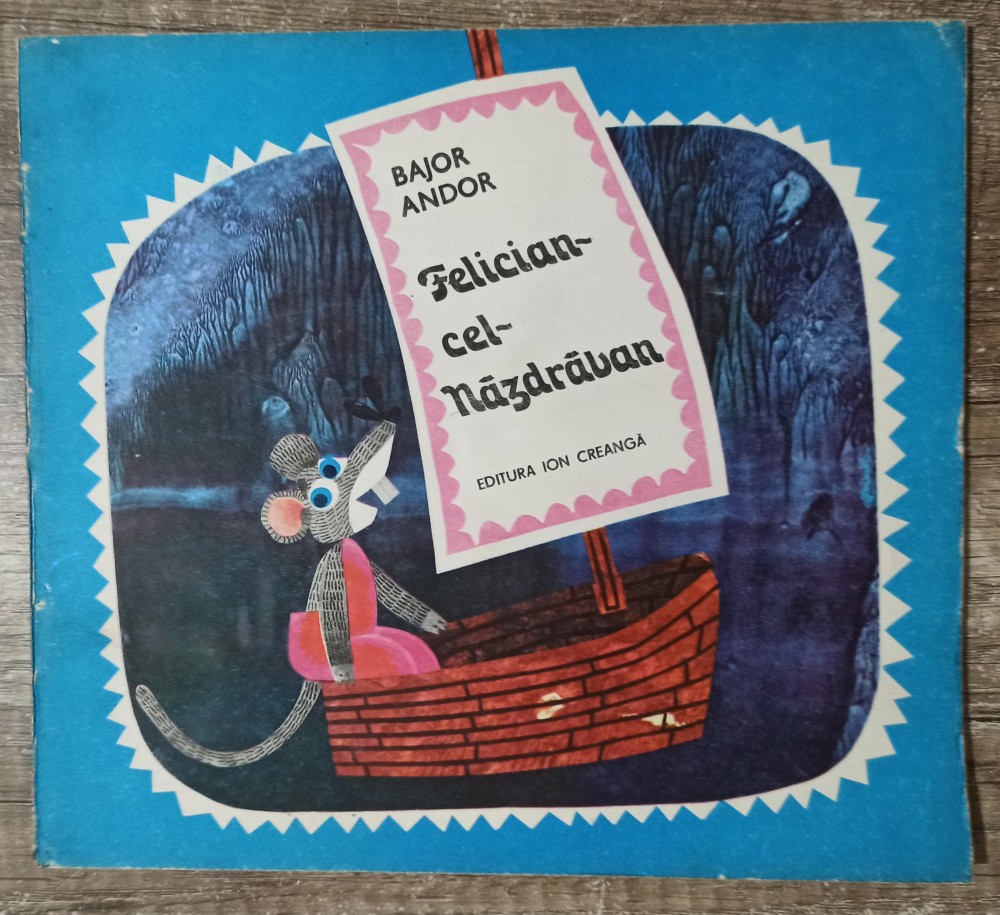 BAJOR
ANDOR
Felician-
cel-
Năzdrăvan
EDITURA ION CREANGĂ